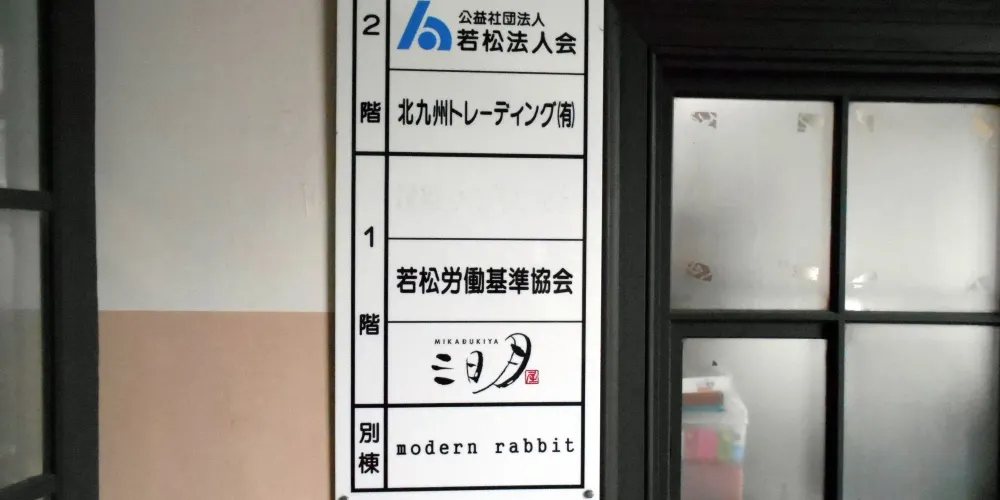 2階
公益社団法人
若松法人会
北九州トレーディング(有)
1階
若松労働基準協会
MIKADUKIYA
三日月屋
別棟
modern rabbit